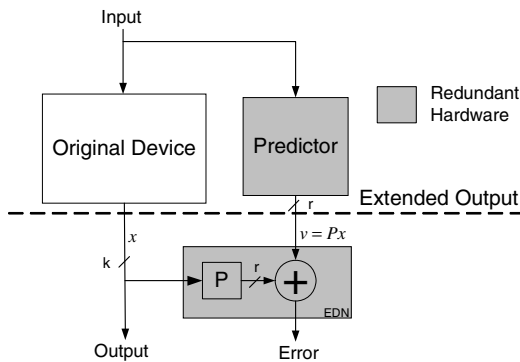 Input
Redundant
Hardware
Original Device
Predictor
r
Extended Output
x
v = Px
k
P
r
+
EDN
Output
Error